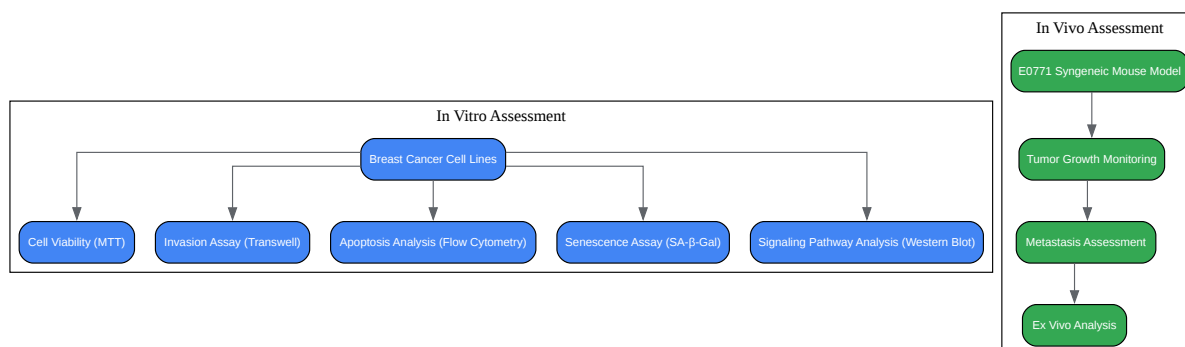 In Vitro Assessment
Breast Cancer Cell Lines
Cell Viability (MTT)
Invasion Assay (Transwell)
Apoptosis Analysis (Flow Cytometry)
Senescence Assay (SA-β-Gal)
Signaling Pathway Analysis (Western Blot)
In Vivo Assessment
E0771 Syngeneic Mouse Model
Tumor Growth Monitoring
Metastasis Assessment
Ex Vivo Analysis